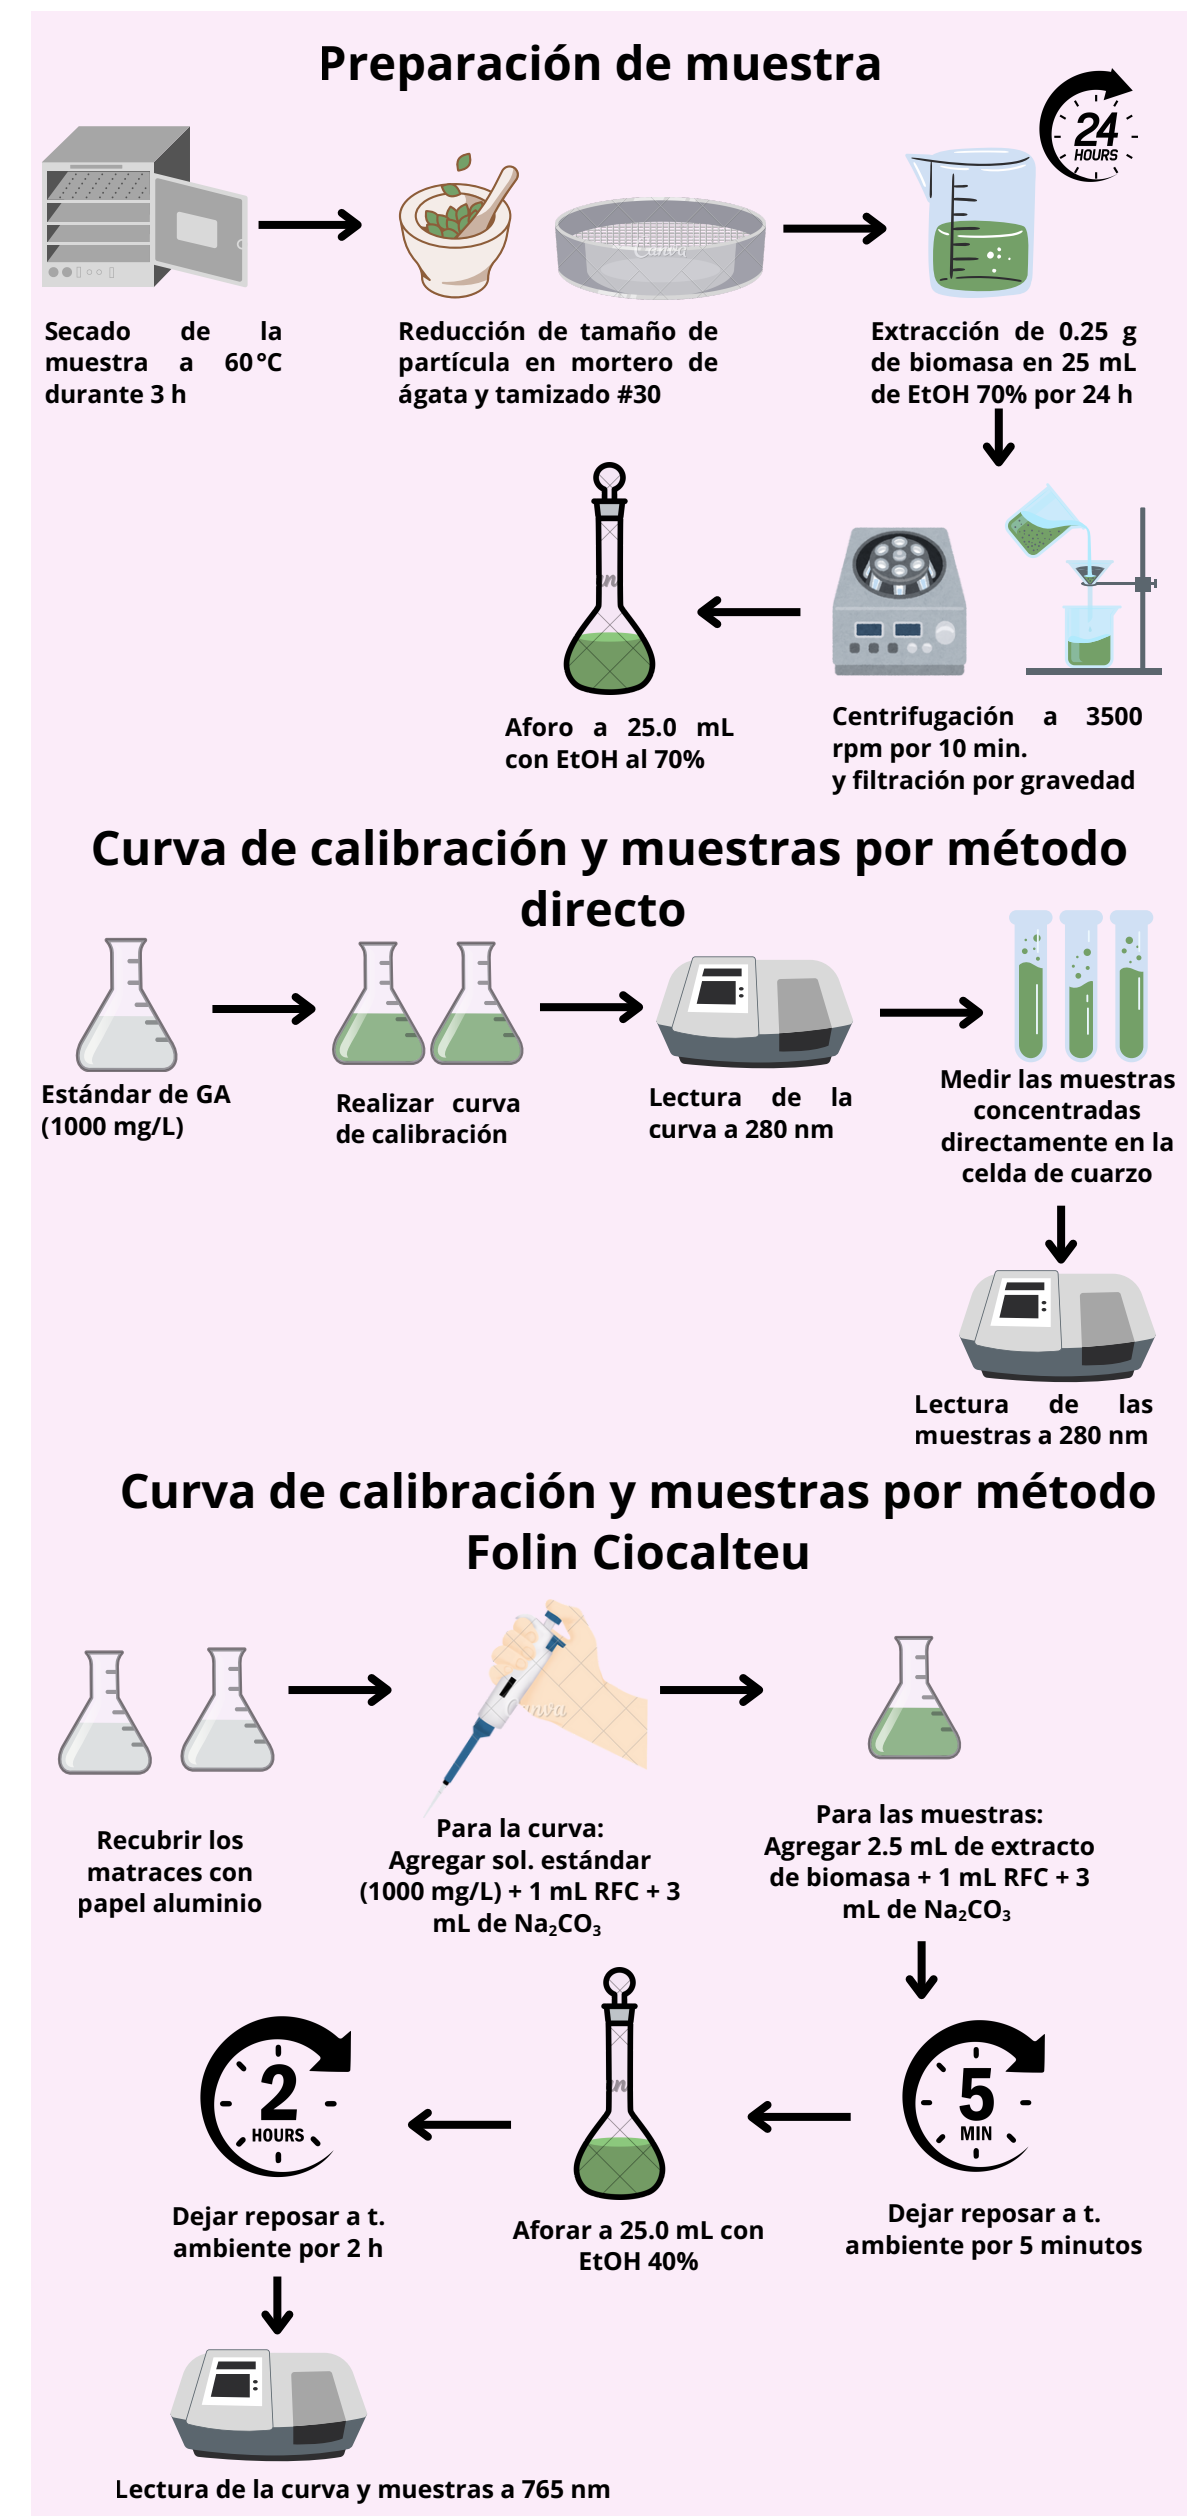 Preparación de muestra
24
HOURS
Canva
Secado de la
muestra a 60°C
durante 3 h
Reducción de tamaño de
partícula en mortero de
ágata y tamizado #30
Extracción de 0.25 g
de biomasa en 25 mL
de EtOH 70% por 24 h
Aforo a 25.0 mL
con EtOH al 70%
Centrifugación a 3500
rpm por 10 min.
y filtración por gravedad
Curva de calibración y muestras por método
directo
Estándar de GA
(1000 mg/L)
Realizar curva
de calibración
Lectura de la
curva a 280 nm
Medir las muestras
concentradas
directamente en la
celda de cuarzo
Lectura de las
muestras a 280 nm
Curva de calibración y muestras por método
Folin Ciocalteu
Canva
Recubrir los
matraces con
papel aluminio
Para la curva:
Agregar sol. estándar
(1000 mg/L) + 1 mL RFC + 3
mL de Na₂CO₃
Para las muestras:
Agregar 2.5 mL de extracto
de biomasa + 1 mL RFC + 3
mL de Na₂CO₃
5
MIN
Dejar reposar a t.
ambiente por 5 minutos
Aforar a 25.0 mL con
EtOH 40%
2
HOURS
Dejar reposar a t.
ambiente por 2 h
Lectura de la curva y muestras a 765 nm